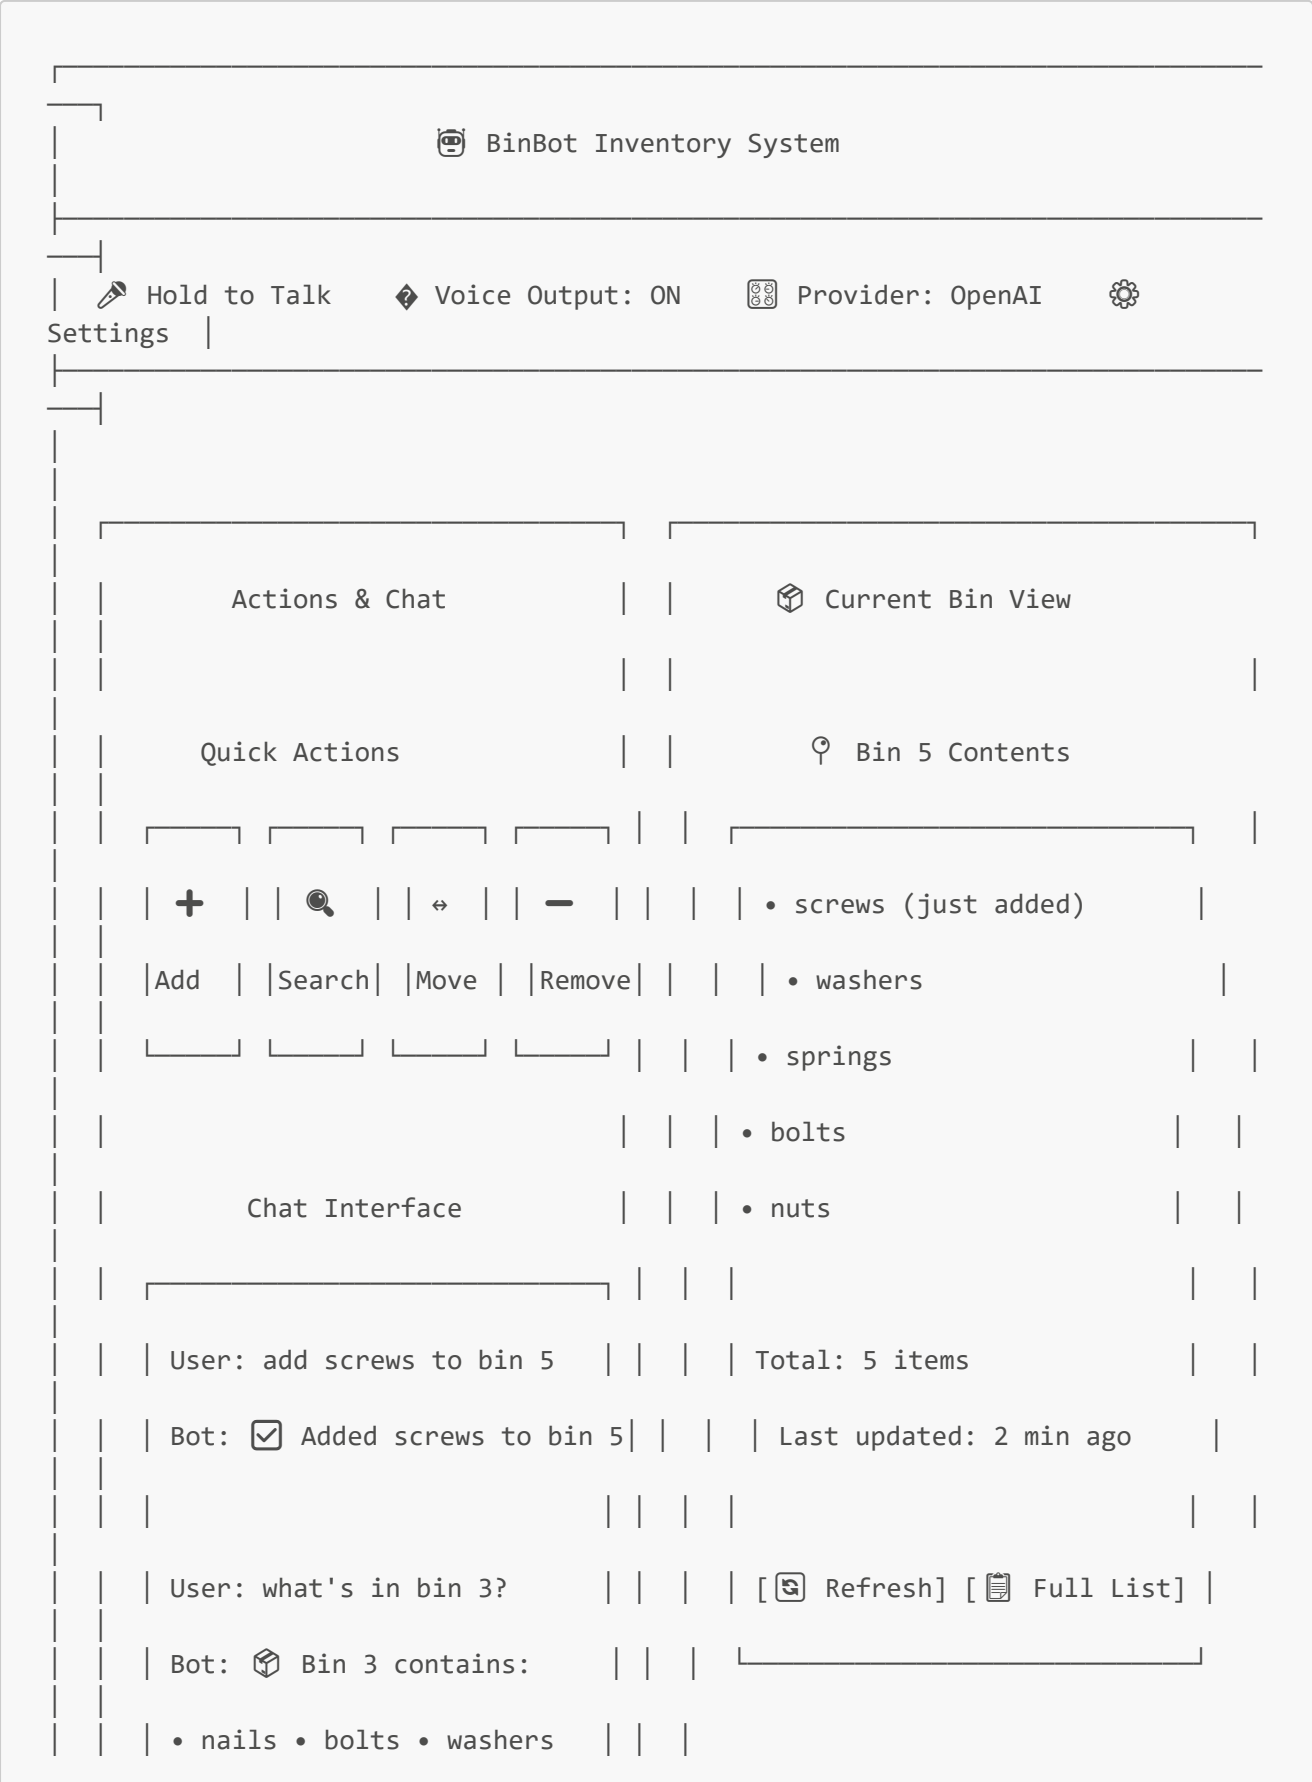 🤖 BinBot Inventory System
🎤 Hold to Talk � Voice Output: ON 🎛 Provider: OpenAI ⚙
Settings
Actions & Chat 📦 Current Bin View
Quick Actions 📍 Bin 5 Contents
➕ 🔍 ↔ ➖ • screws (just added)
Add Search Move Remove • washers
• springs
• bolts
Chat Interface • nuts
User: add screws to bin 5 Total: 5 items
Bot: ☑ Added screws to bin 5 Last updated: 2 min ago
User: what's in bin 3? [🔄 Refresh] [📋 Full List]
Bot: 📦 Bin 3 contains:
• nails • bolts • washers